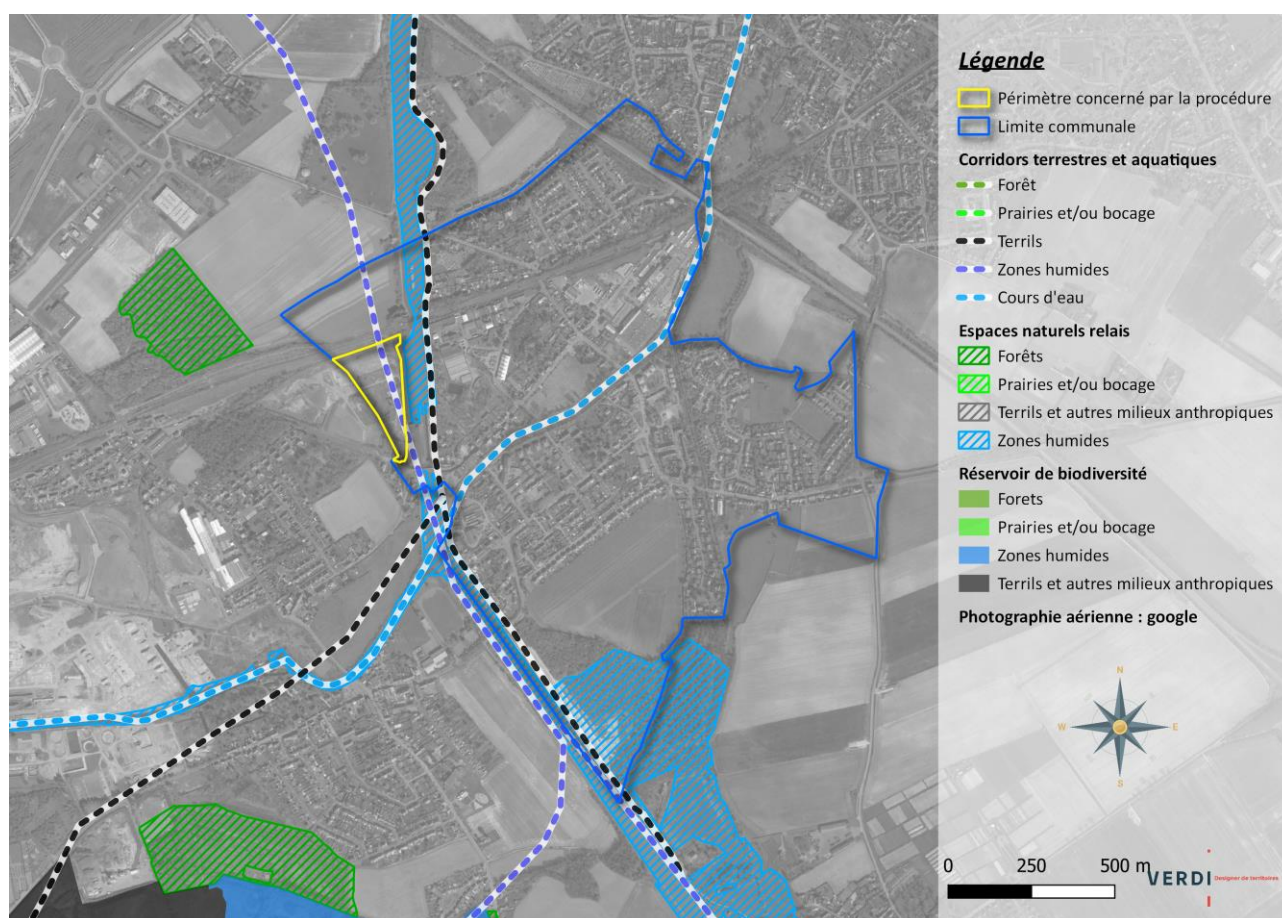 Légende
Périmètre concerné par la procédure
Limite communale
Corridors terrestres et aquatiques
Forêt
Prairies et/ou bocage
Terrils
Zones humides
Cours d'eau
Espaces naturels relais
Forêts
Prairies et/ou bocage
Terrils et autres milieux anthropiques
Zones humides
Réservoir de biodiversité
Forets
Prairies et/ou bocage
Zones humides
Terrils et autres milieux anthropiques
Photographie aérienne : google
N
W E
S
0 250 500 m
VERDI Designer de territoires